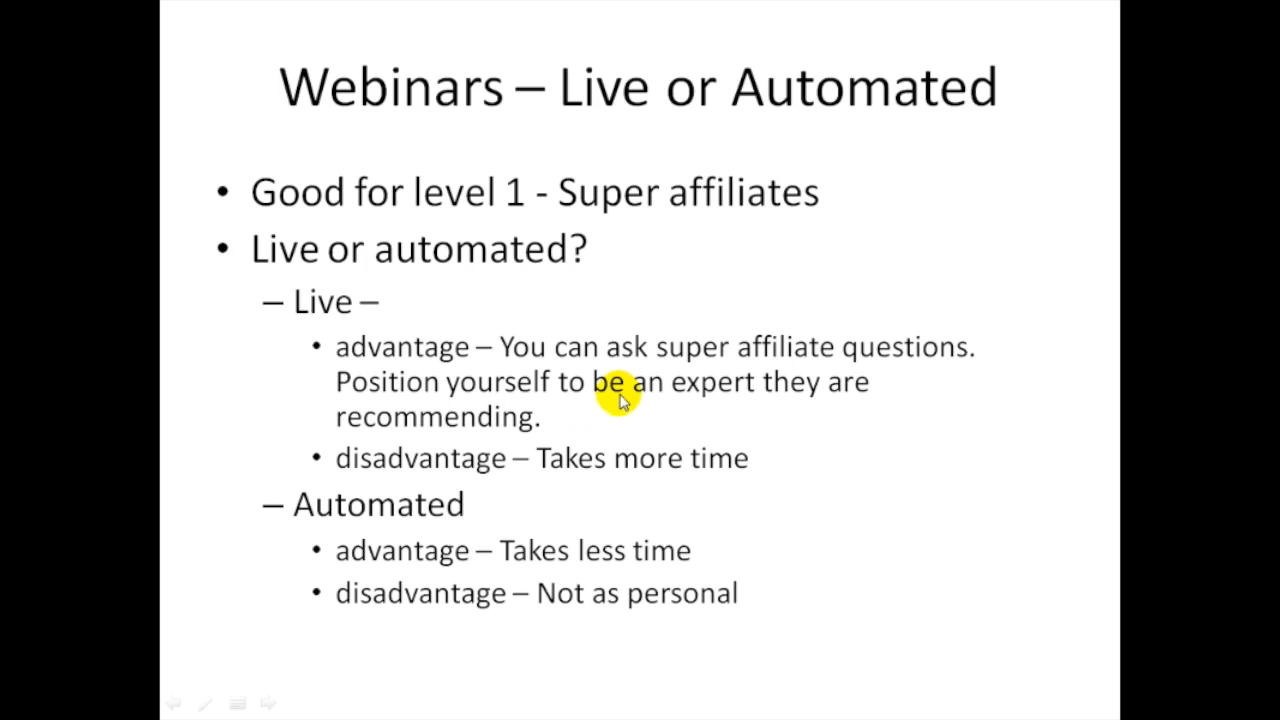 Webinars – Live or Automated
• Good for level 1 - Super affiliates
• Live or automated?
– Live –
• advantage – You can ask super affiliate questions.
Position yourself to be an expert they are
recommending.
• disadvantage – Takes more time
– Automated
• advantage – Takes less time
• disadvantage – Not as personal